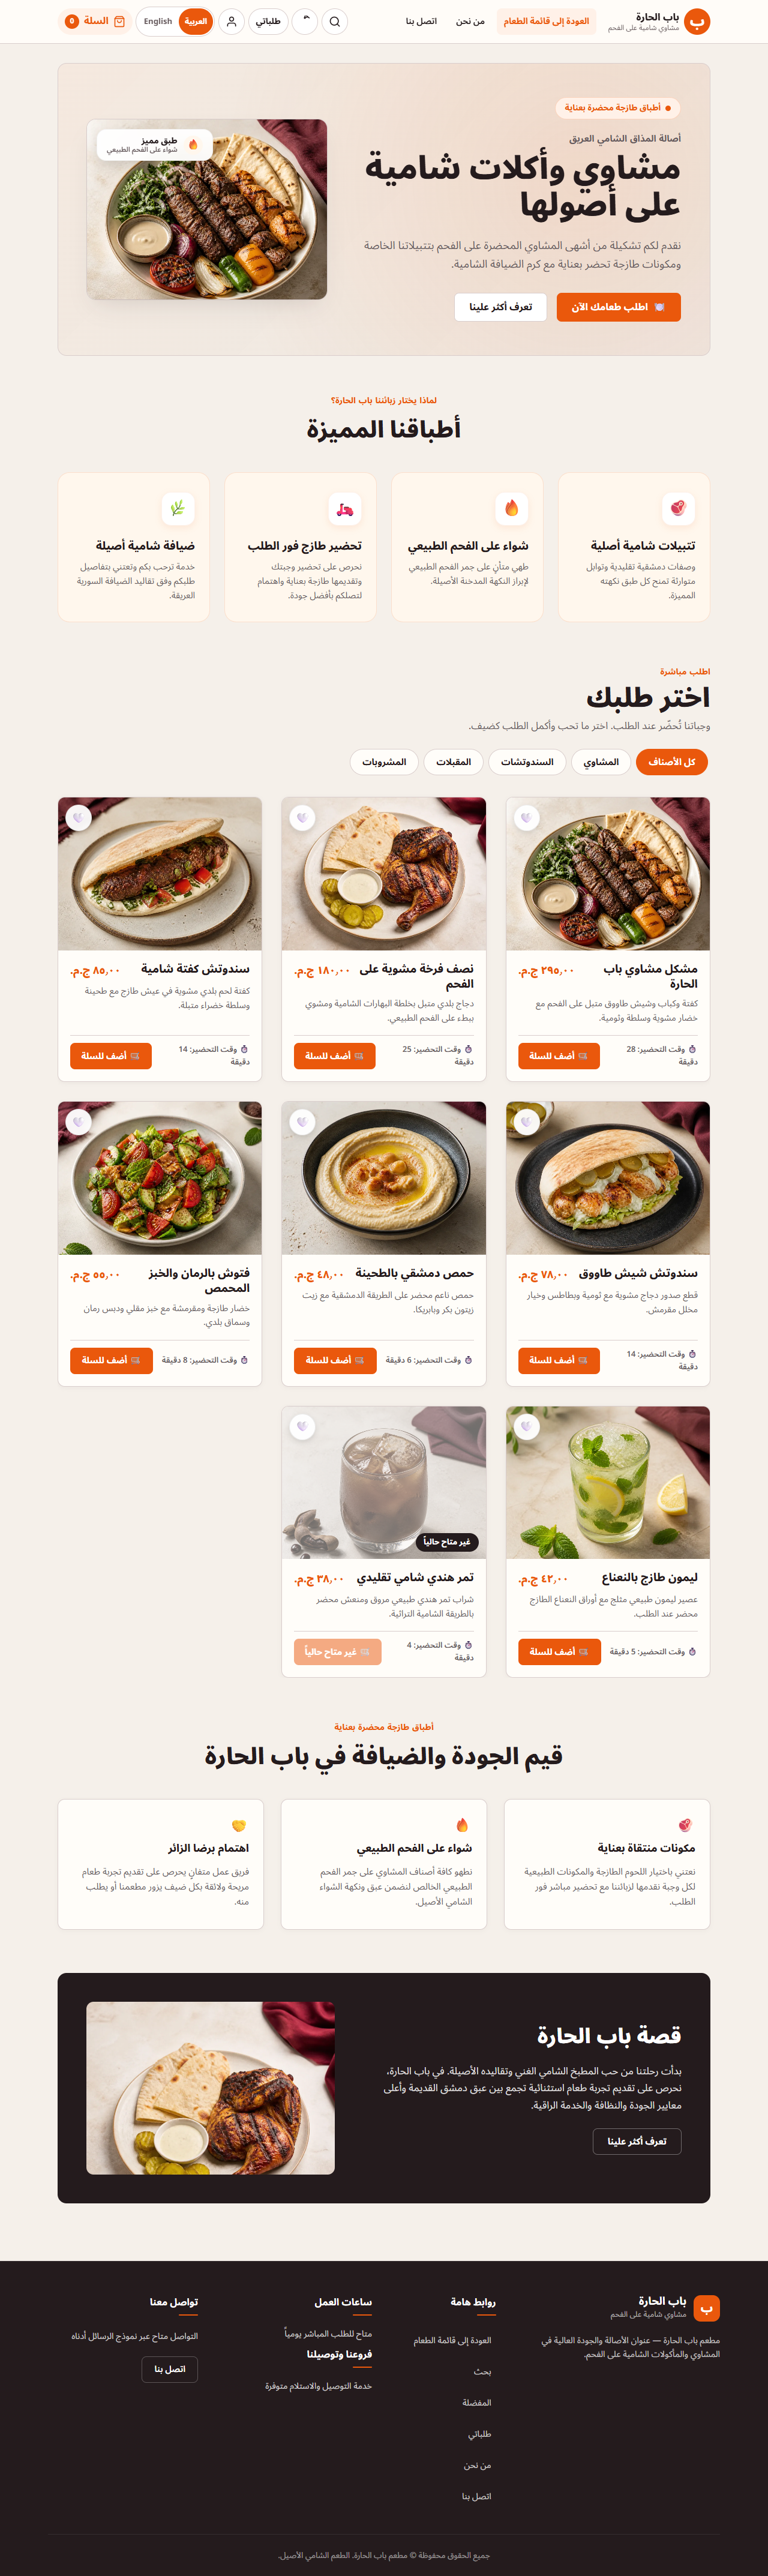 ب
باب الحارة
مشاوي شامية على الفحم
العودة إلى قائمة الطعام
من نحن
اتصل بنا
طلباتي
العربية
English
السلة
0
أطباق طازجة محضرة بعناية
أصالة المذاق الشامي العريق
مشاوي وأكلات شامية
على أصولها
نقدم لكم تشكيلة من أشهى المشاوي المحضرة على الفحم بتتبيلاتنا الخاصة
ومكونات طازجة تحضر بعناية مع كرم الضيافة الشامية.
اطلب طعامك الآن
تعرف أكثر علينا
طبق مميز
شواء على الفحم الطبيعي
لماذا يختار زبائننا باب الحارة؟
أطباقنا المميزة
تتبيلات شامية أصلية
وصفات دمشقية تقليدية وتوابل
متوارثة تمنح كل طبق نكهته
المميزة.
شواء على الفحم الطبيعي
طهي متأنٍ على جمر الفحم الطبيعي
لإبراز النكهة المدخنة الأصيلة.
تحضير طازج فور الطلب
نحرص على تحضير وجبتك
وتقديمها طازجة بعناية واهتمام
لتصلكم بأفضل جودة.
ضيافة شامية أصيلة
خدمة ترحب بكم وتعتني بتفاصيل
طلبكم وفق تقاليد الضيافة السورية
العريقة.
اطلب مباشرة
اختر طلبك
وجباتنا تُحضّر عند الطلب. اختر ما تحب وأكمل الطلب كضيف.
كل الأصناف
المشاوي
السندوتشات
المقبلات
المشروبات
مشكل مشاوي باب
الحارة
٢٩٥٫٠٠ ج.م.
كفتة وكباب وشيش طاووق متبل على الفحم مع
خضار مشوية وسلطة وثومية.
وقت التحضير: 28
دقيقة
أضف للسلة
نصف فرخة مشوية على
الفحم
١٨٠٫٠٠ ج.م.
دجاج بلدي متبل بخلطة البهارات الشامية ومشوي
ببطء على الفحم الطبيعي.
وقت التحضير: 25
دقيقة
أضف للسلة
سندوتش كفتة شامية
٨٥٫٠٠ ج.م.
كفتة لحم بلدي مشوية في عيش طازج مع طحينة
وسلطة خضراء متبلة.
وقت التحضير: 14
دقيقة
أضف للسلة
سندوتش شيش طاووق
٧٨٫٠٠ ج.م.
قطع صدور دجاج مشوية مع ثومية وبطاطس وخيار
مخلل مقرمش.
وقت التحضير: 14
دقيقة
أضف للسلة
حمص دمشقي بالطحينة
٤٨٫٠٠ ج.م.
حمص ناعم محضر على الطريقة الدمشقية مع زيت
زيتون بكر وبابريكا.
وقت التحضير: 6 دقيقة
أضف للسلة
فتوش بالرمان والخبز
المحمص
٥٥٫٠٠ ج.م.
خضار طازجة ومقرمشة مع خبز مقلي ودبس رمان
وسماق بلدي.
وقت التحضير: 8 دقيقة
أضف للسلة
ليمون طازج بالنعناع
٤٢٫٠٠ ج.م.
عصير ليمون طبيعي مثلج مع أوراق النعناع الطازج
محضر عند الطلب.
وقت التحضير: 5 دقيقة
أضف للسلة
غير متاح حالياً
تمر هندي شامي تقليدي
٣٨٫٠٠ ج.م.
شراب تمر هندي طبيعي مروق ومنعش محضر
بالطريقة الشامية التراثية.
وقت التحضير: 4
دقيقة
غير متاح حالياً
أطباق طازجة محضرة بعناية
قيم الجودة والضيافة في باب الحارة
مكونات منتقاة بعناية
نعتني باختيار اللحوم الطازجة والمكونات الطبيعية
لكل وجبة نقدمها لزبائننا مع تحضير مباشر فور
الطلب.
شواء على الفحم الطبيعي
نطهو كافة أصناف المشاوي على جمر الفحم
الطبيعي الخالص لنضمن عبق ونكهة الشواء
الشامي الأصيل.
اهتمام برضا الزائر
فريق عمل متفانٍ يحرص على تقديم تجربة طعام
مريحة ولائقة بكل ضيف يزور مطعمنا أو يطلب
منه.
قصة باب الحارة
بدأت رحلتنا من حب المطبخ الشامي الغني وتقاليده الأصيلة. في باب الحارة،
نحرص على تقديم تجربة طعام استثنائية تجمع بين عبق دمشق القديمة وأعلى
معايير الجودة والنظافة والخدمة الراقية.
تعرف أكثر علينا
ب
باب الحارة
مشاوي شامية على الفحم
مطعم باب الحارة — عنوان الأصالة والجودة العالية في
المشاوي والمأكولات الشامية على الفحم.
روابط هامة
العودة إلى قائمة الطعام
بحث
المفضلة
طلباتي
من نحن
اتصل بنا
ساعات العمل
متاح للطلب المباشر يومياً
فروعنا وتوصيلنا
خدمة التوصيل والاستلام متوفرة
تواصل معنا
التواصل متاح عبر نموذج الرسائل أدناه
اتصل بنا
جميع الحقوق محفوظة © مطعم باب الحارة. الطعم الشامي الأصيل.